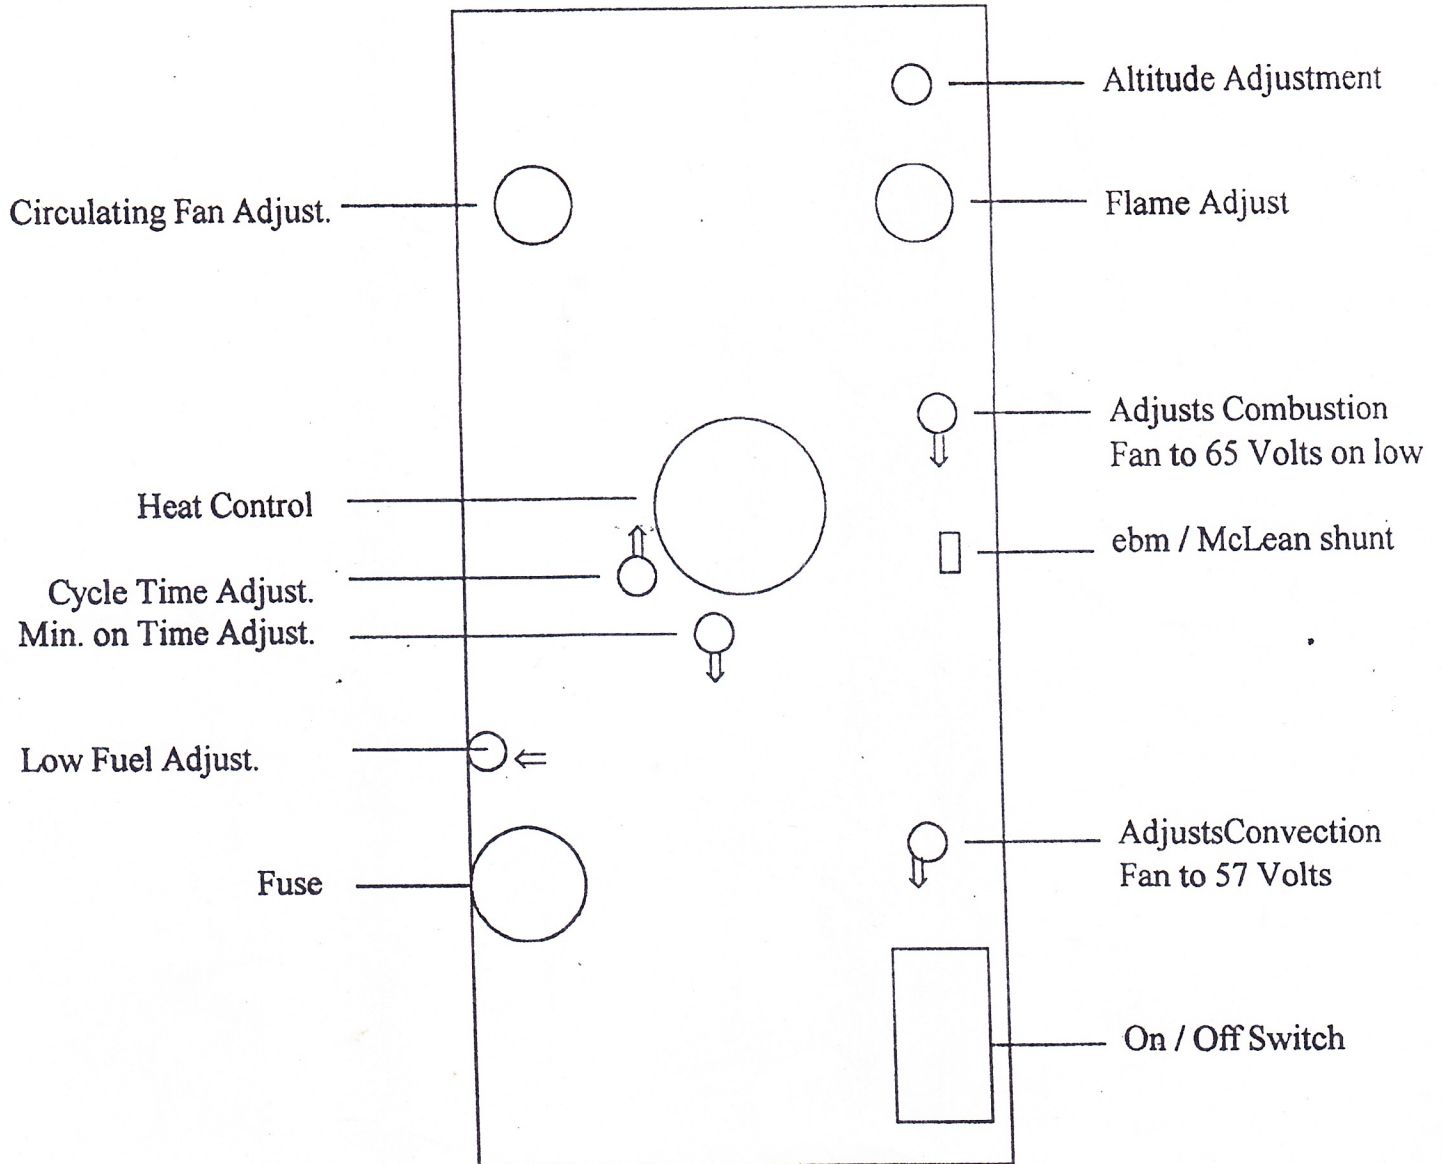 Altitude Adjustment
Circulating Fan Adjust.
Flame Adjust
Adjusts Combustion
Fan to 65 Volts on low
Heat Control
ebm / McLean shunt
Cycle Time Adjust.
Min. on Time Adjust.
Low Fuel Adjust.
AdjustsConvection
Fan to 57 Volts
Fuse
On / Off Switch